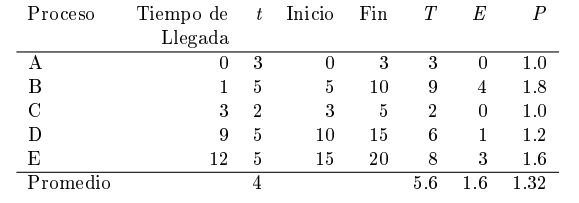 Proceso Tiempo de t Inicio Fin T E P
Llegada
A 0 3 0 3 3 0 1.0
B 1 5 5 10 9 4 1.8
C 3 2 3 5 2 0 1.0
D 9 5 10 15 6 1 1.2
E 12 5 15 20 8 3 1.6
Promedio 4 5.6 1.6 1.32